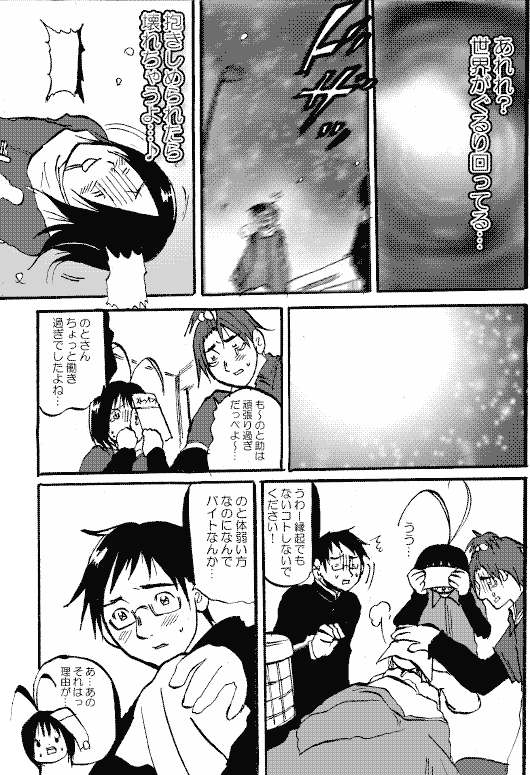 あれれ？
世界がぐるり回ってる…
ドサ
抱きしめられたら
壊れちゃうよ…♪
も〜のと助は
頑張り過ぎ
だっぺよ〜…
のとさん
ちょっと働き
過ぎでしたよね…
うう…
うわー縁起でも
ないコトしないで
ください！
のと体弱い方
なのになんで
バイトなんか…
あ…あの
それはっ
理由が…